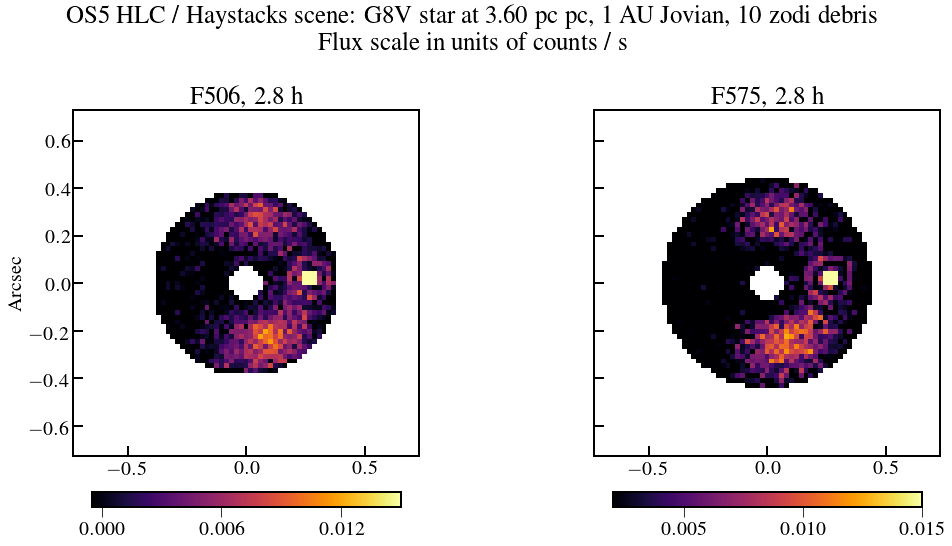 OS5 HLC / Haystacks scene: G8V star at 3.60 pc pc, 1 AU Jovian, 10 zodi debris
Flux scale in units of counts / s
F506, 2.8 h
F575, 2.8 h
Arcsec
0.6
0.4
0.2
0.0
−0.2
−0.4
−0.6
−0.5 0.0 0.5
−0.5 0.0 0.5
0.000 0.006 0.012
0.005 0.010 0.015